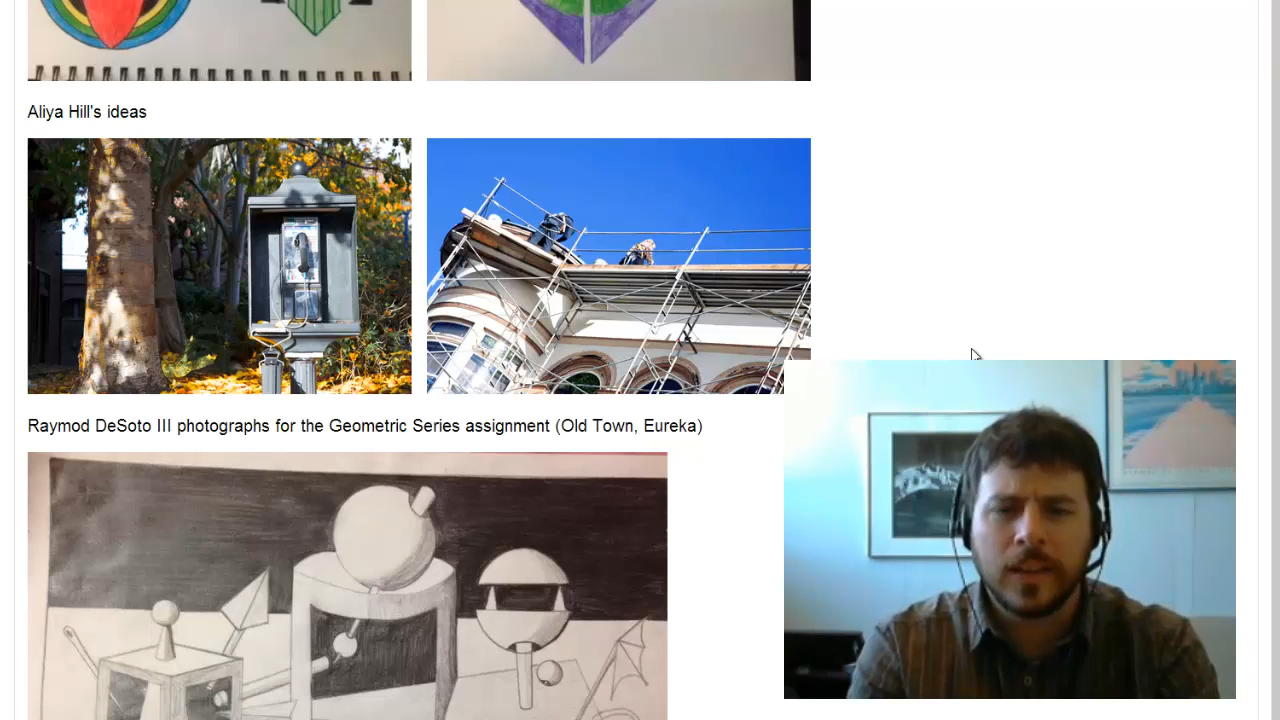 Aliya Hill's ideas
Raymod DeSoto III photographs for the Geometric Series assignment (Old Town, Eureka)